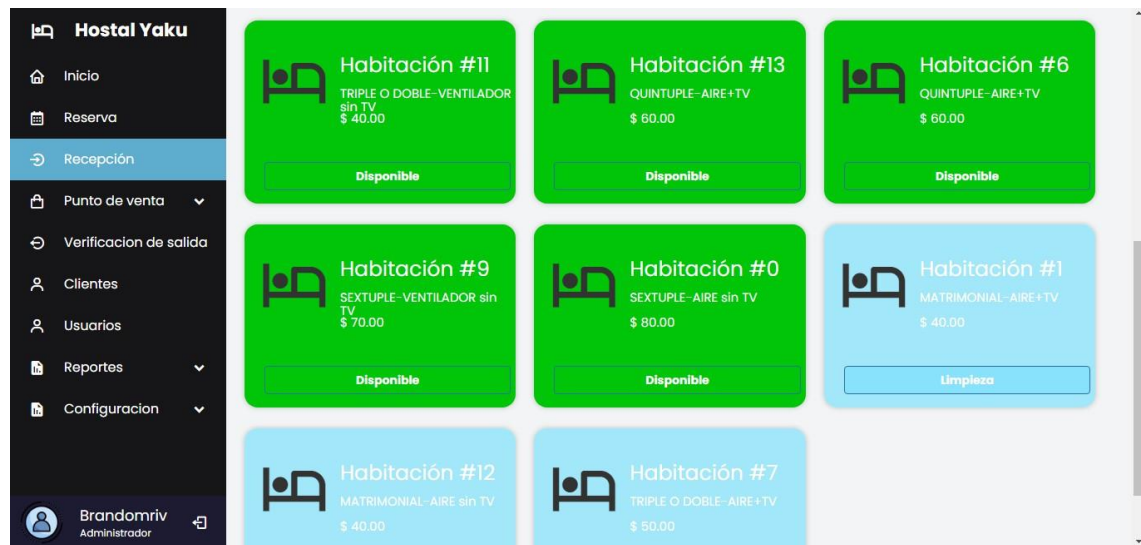 Hostal Yaku
Inicio
Reserva
Recepción
Punto de venta
Verificacion de salida
Clientes
Usuarios
Reportes
Configuracion
Brandomriv
Administrador
Habitación #11
TRIPLE O DOBLE-VENTILADOR
sin TV
$ 40.00
Disponible
Habitación #13
QUINTUPLE-AIRE+TV
$ 60.00
Disponible
Habitación #6
QUINTUPLE-AIRE+TV
$ 60.00
Disponible
Habitación #9
SEXTUPLE-VENTILADOR sin
TV
$ 70.00
Disponible
Habitación #0
SEXTUPLE-AIRE sin TV
$ 80.00
Disponible
Habitación #1
MATRIMONIAL-AIRE+TV
$ 40.00
Limpieza
Habitación #12
MATRIMONIAL-AIRE sin TV
$ 40.00
Habitación #7
TRIPLE O DOBLE-AIRE+TV
$ 50.00